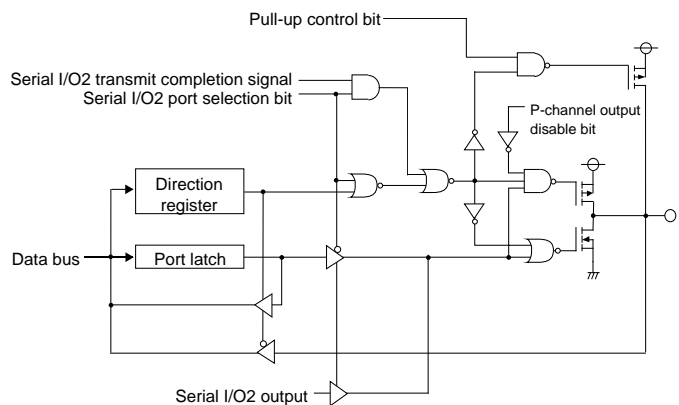 Pull-up control bit
Serial I/O2 transmit completion signal
Serial I/O2 port selection bit
P-channel output
disable bit
Direction
register
Data bus
Port latch
Serial I/O2 output